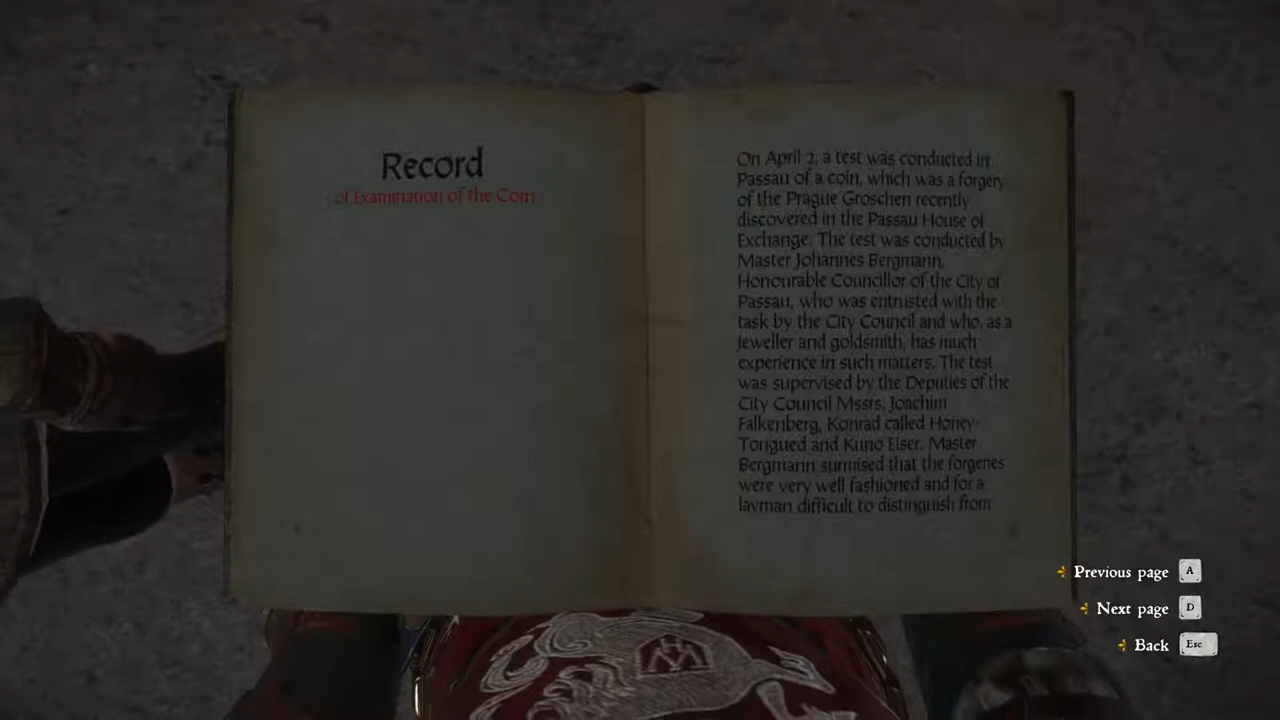 Record
of Examination of the Coin
On April 2, a test was conducted in
Passau of a coin, which was a forgery
of the Prague Groschen recently
discovered in the Passau House of
Exchange. The test was conducted by
Master Johannes Bergmann,
Honourable Councillor of the City of
Passau, who was entrusted with the
task by the City Council and who, as a
jeweller and goldsmith, has much
experience in such matters. The test
was supervised by the Deputies of the
City Council Mssrs. Joachim
Falkenberg, Konrad called Honey-
Tongued and Kuno Elser. Master
Bergmann surmised that the forgeries
were very well fashioned and for a
layman difficult to distinguish from
Previous page A
Next page D
Back Esc